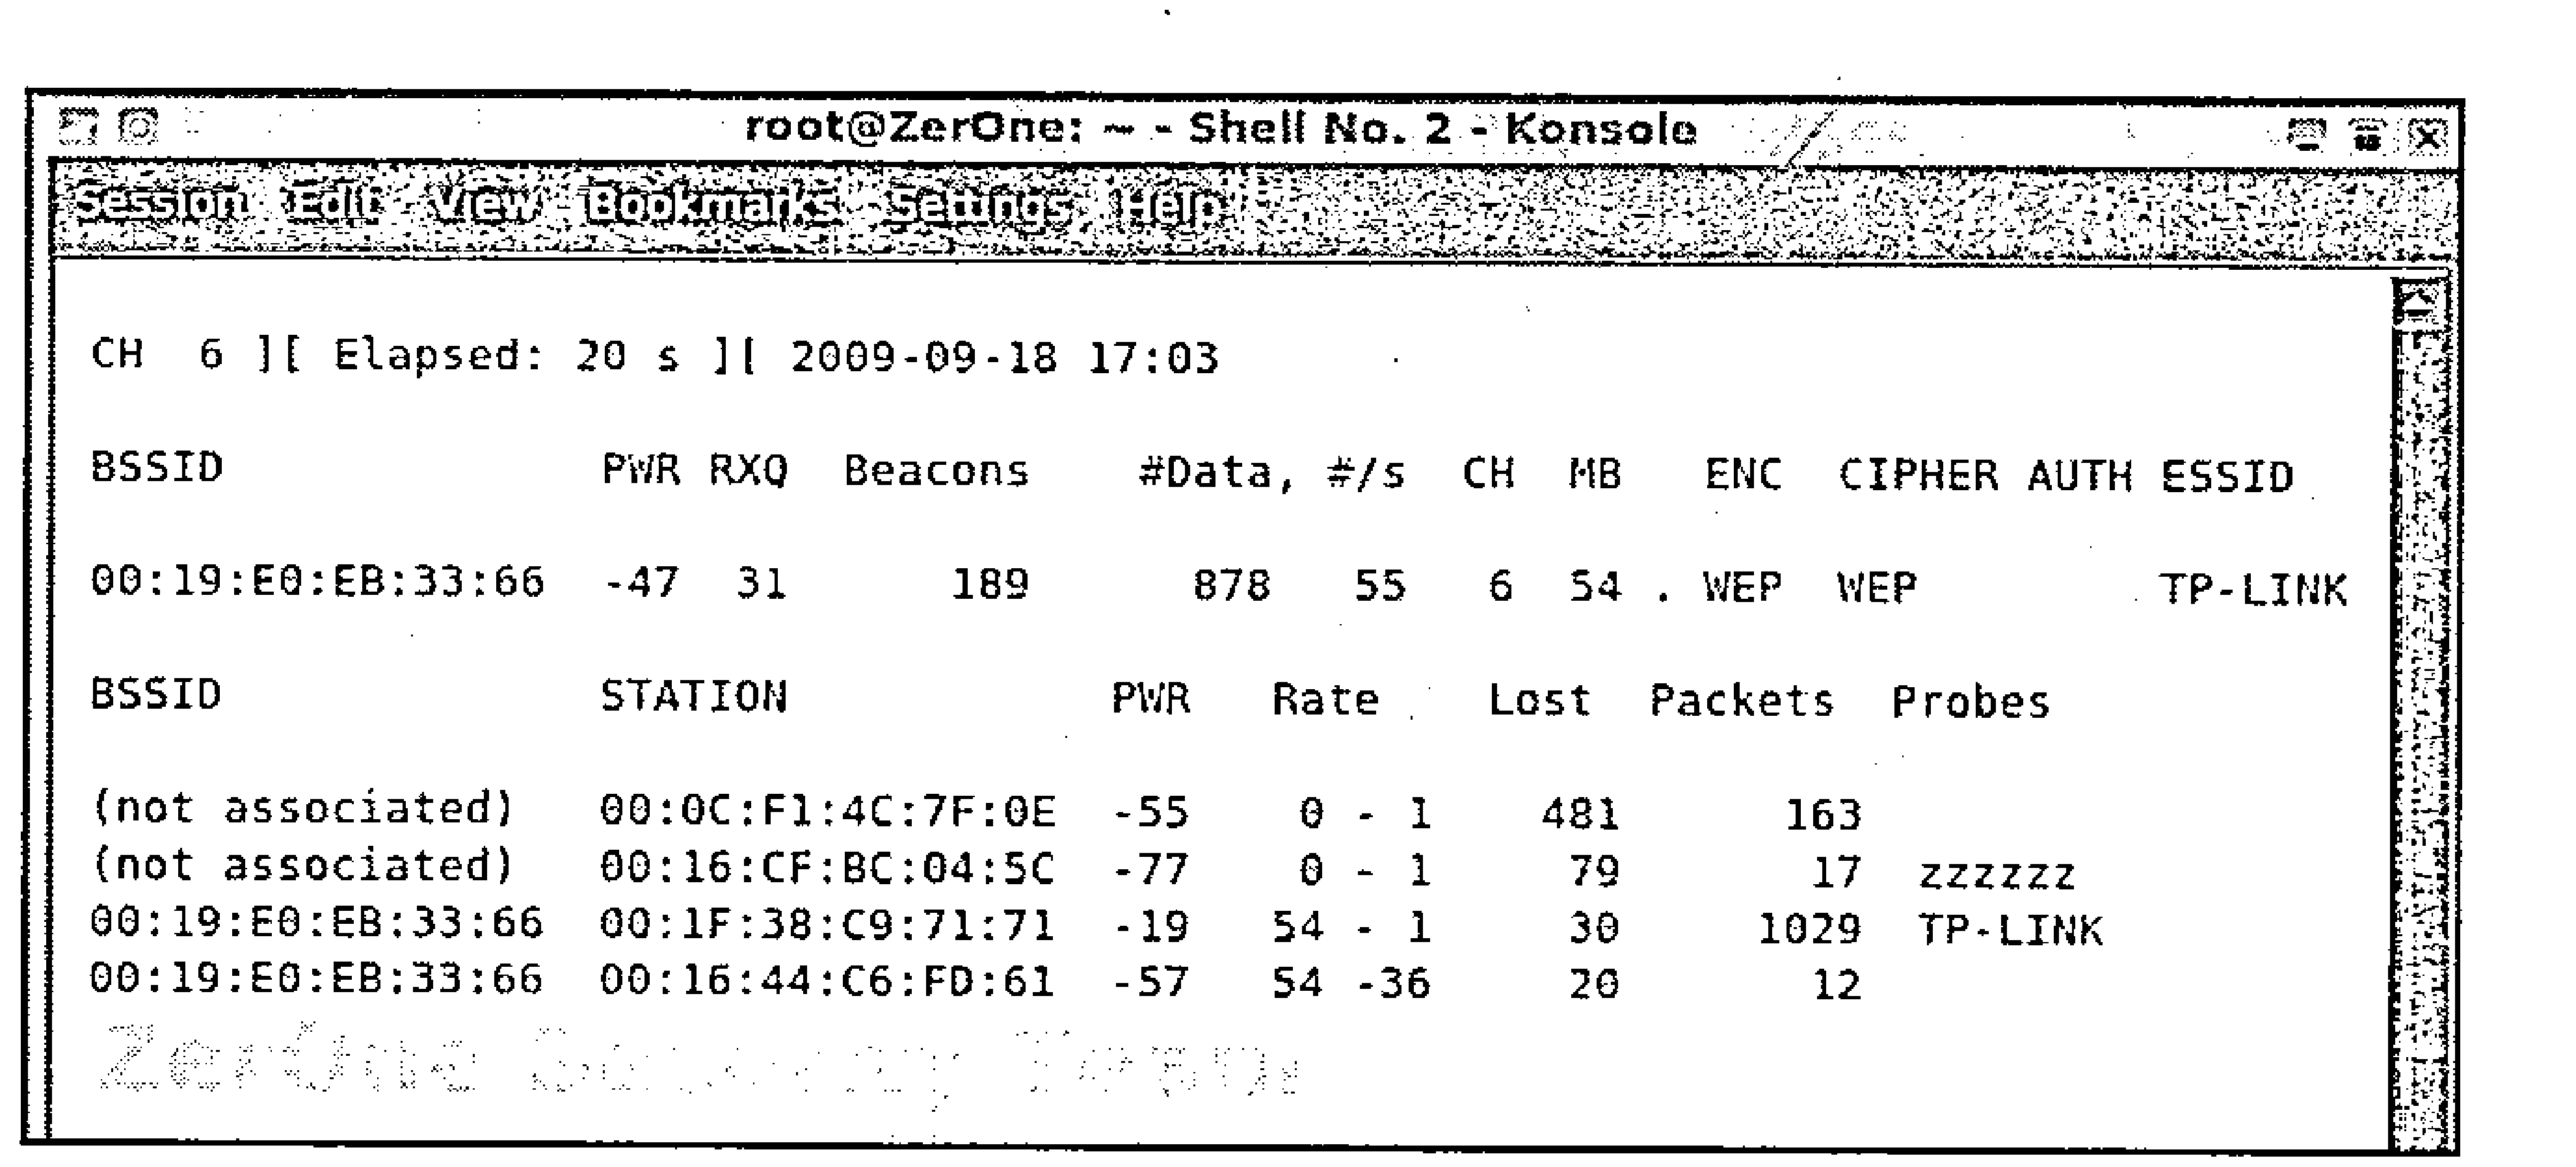 root@ZerOne: ~ - Shell No. 2 - Konsole
Session Edit View Bookmarks Settings Help
CH  6 ][ Elapsed: 20 s ][ 2009-09-18 17:03
BSSID              PWR RXQ  Beacons    #Data, #/s  CH  MB   ENC  CIPHER AUTH ESSID
00:19:E0:EB:33:66  -47  31      189      878   55   6  54 . WEP  WEP         TP-LINK
BSSID              STATION            PWR   Rate    Lost  Packets  Probes
(not associated)   00:0C:F1:4C:7F:0E  -55    0 - 1    481      163
(not associated)   00:16:CF:BC:04:5C  -77    0 - 1     79       17  zzzzzz
00:19:E0:EB:33:66  00:1F:38:C9:71:71  -19   54 - 1     30     1029  TP-LINK
00:19:E0:EB:33:66  00:16:44:C6:FD:61  -57   54 -36     20       12
ZerOne Security Team